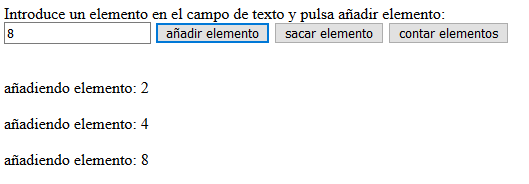 Introduce un elemento en el campo de texto y pulsa añadir elemento:
8 añadir elemento sacar elemento contar elementos
añadiendo elemento: 2
añadiendo elemento: 4
añadiendo elemento: 8